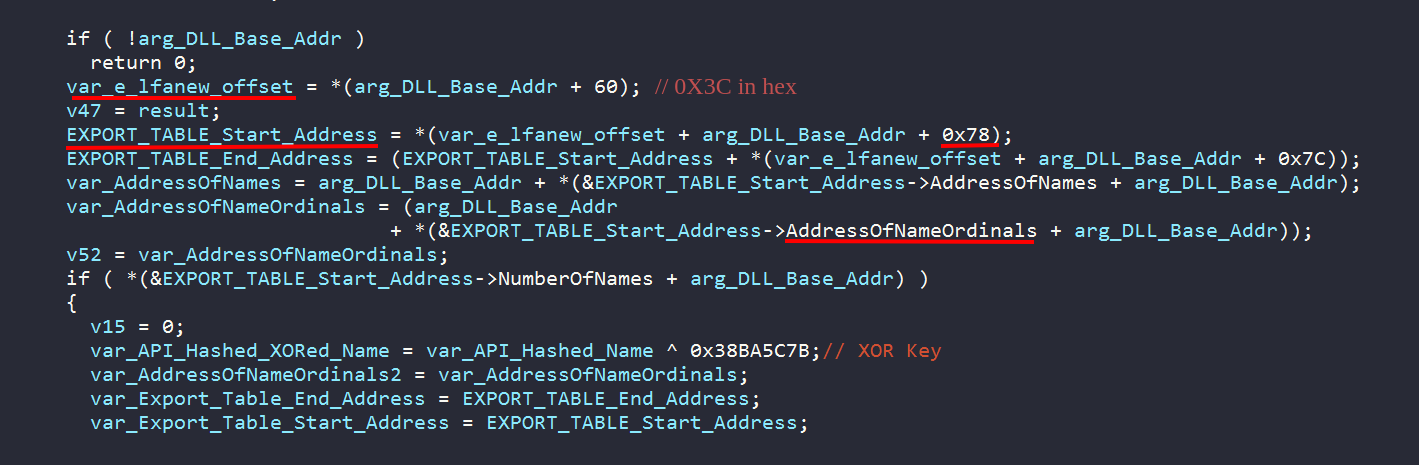 if ( !arg_DLL_Base_Addr )
return 0;
var_e_lfanew_offset = *(arg_DLL_Base_Addr + 60); // 0X3C in hex
v47 = result;
EXPORT_TABLE_Start_Address = *(var_e_lfanew_offset + arg_DLL_Base_Addr + 0x78);
EXPORT_TABLE_End_Address = (EXPORT_TABLE_Start_Address + *(var_e_lfanew_offset + arg_DLL_Base_Addr + 0x7C));
var_AddressOfNames = arg_DLL_Base_Addr + *(&EXPORT_TABLE_Start_Address->AddressOfNames + arg_DLL_Base_Addr);
var_AddressOfNameOrdinals = (arg_DLL_Base_Addr
+ *(&EXPORT_TABLE_Start_Address->AddressOfNameOrdinals + arg_DLL_Base_Addr));
v52 = var_AddressOfNameOrdinals;
if ( *(&EXPORT_TABLE_Start_Address->NumberOfNames + arg_DLL_Base_Addr) )
{
v15 = 0;
var_API_Hashed_XORed_Name = var_API_Hashed_Name ^ 0x38BA5C7B;// XOR Key
var_AddressOfNameOrdinals2 = var_AddressOfNameOrdinals;
var_Export_Table_End_Address = EXPORT_TABLE_End_Address;
var_Export_Table_Start_Address = EXPORT_TABLE_Start_Address;